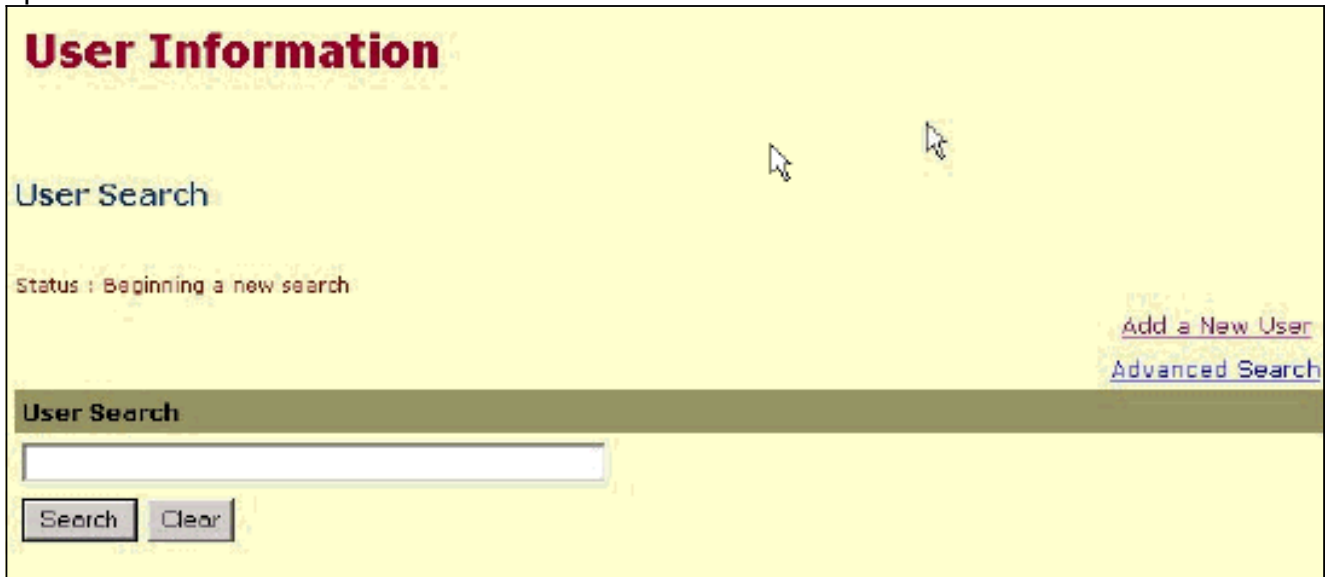 User Information
User Search
Status : Beginning a new search
Add a New User
Advanced Search
User Search
Search Clear